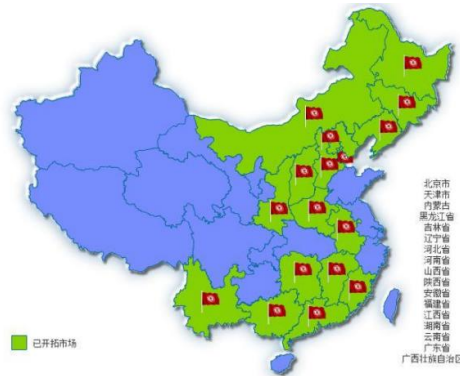 北京市
天津市
内蒙古
黑龙江省
吉林省
辽宁省
河北省
河南省
山西省
陕西省
安徽省
福建省
江西省
湖南省
云南省
广东省
广西壮族自治区
已开拓市场